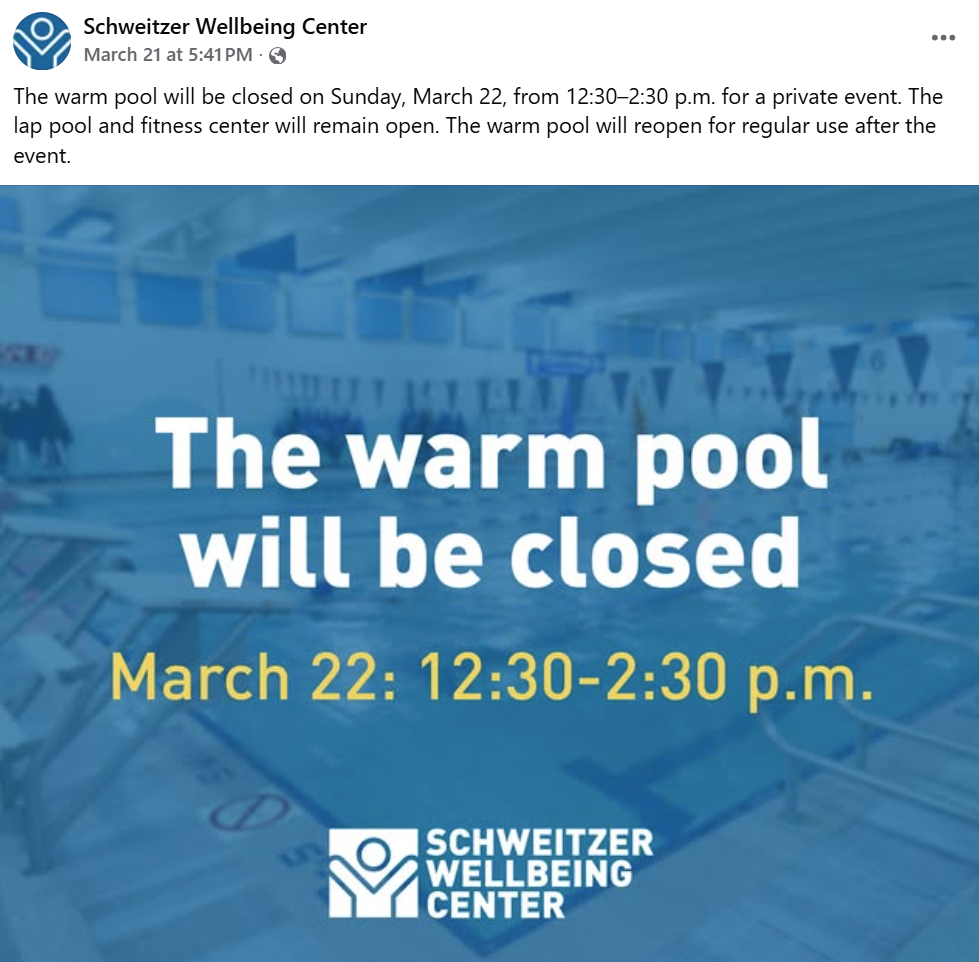 Schweitzer Wellbeing Center
March 21 at 5:41 PM ·
The warm pool will be closed on Sunday, March 22, from 12:30–2:30 p.m. for a private event. The
lap pool and fitness center will remain open. The warm pool will reopen for regular use after the
event.
The warm pool
will be closed
March 22: 12:30-2:30 p.m.
SCHWEITZER
WELLBEING
CENTER